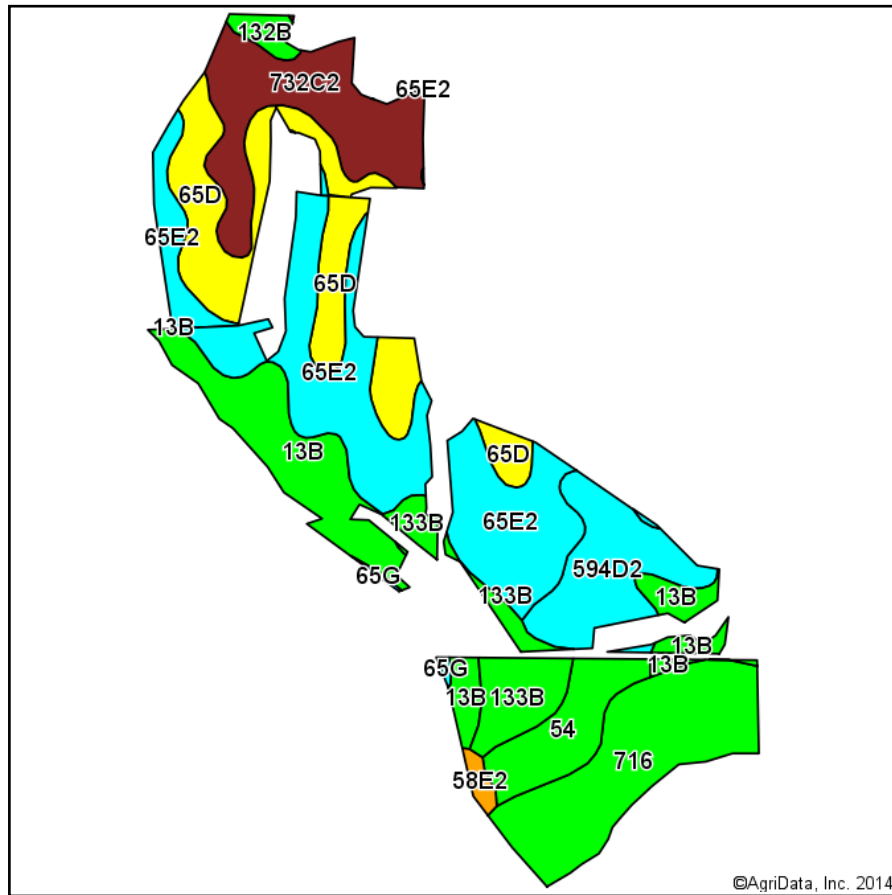 132B
732C2
65E2
65D
65E2
65D
13B
65E2
13B
65D
133B
65E2
594D2
65G
133B
13B
13B
13B
65G
13B
133B
54
716
58E2
©AgriData, Inc. 2014